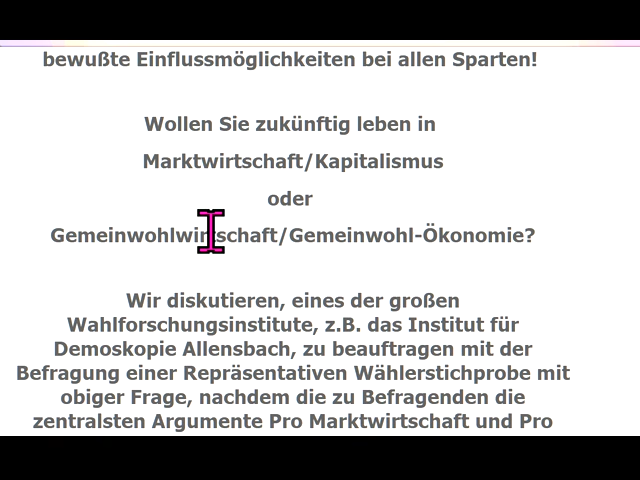 bewußte Einflussmöglichkeiten bei allen Sparten!
Wollen Sie zukünftig leben in
Marktwirtschaft/Kapitalismus
oder
Gemeinwohlwirtschaft/Gemeinwohl-Ökonomie?
Wir diskutieren, eines der großen
Wahlforschungsinstitute, z.B. das Institut für
Demoskopie Allensbach, zu beauftragen mit der
Befragung einer Repräsentativen Wählerstichprobe mit
obiger Frage, nachdem die zu Befragenden die
zentralsten Argumente Pro Marktwirtschaft und Pro